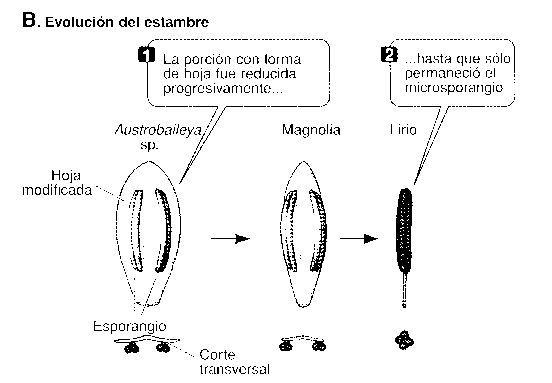 B. Evolución del estambre
1 La porción con forma
de hoja fue reducida
progresivamente...
2 ...hasta que sólo
permaneció el
microsporangio
Austrobaileya
sp.
Magnolia
Lirio
Hoja
modificada
Esporangio
Corte
transversal